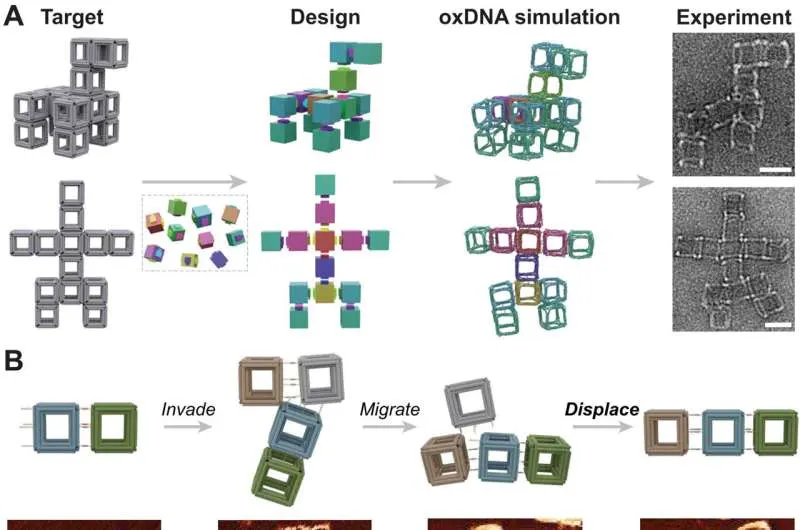 A
Target
Design
oxDNA simulation
Experiment
B
Invade
Migrate
Displace